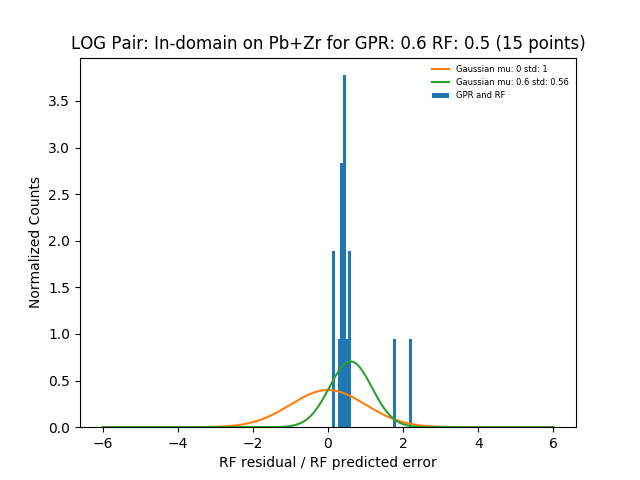 LOG Pair: In-domain on Pb+Zr for GPR: 0.6 RF: 0.5 (15 points)
Gaussian mu: 0 std: 1
Gaussian mu: 0.6 std: 0.56
GPR and RF
Normalized Counts
3.5
3.0
2.5
2.0
1.5
1.0
0.5
0.0
−6 −4 −2 0 2 4 6
RF residual / RF predicted error